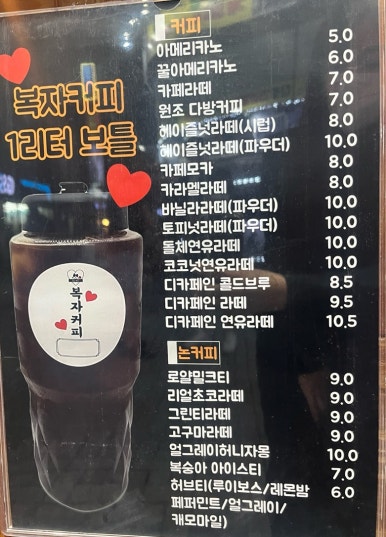 복자커피
1리터 보틀
복자커피
커피
아메리카노 5.0
꿀아메리카노 6.0
카페라떼 7.0
원조 다방커피 7.0
헤이즐넛라떼(시럽) 8.0
헤이즐넛라떼(파우더) 10.0
카페모카 8.0
카라멜라떼 8.0
바닐라라떼(파우더) 10.0
토피넛라떼(파우더) 10.0
돌체연유라떼 10.0
코코넛연유라떼 10.0
디카페인 콜드브루 8.5
디카페인 라떼 9.5
디카페인 연유라떼 10.5
논커피
로얄밀크티 9.0
리얼초코라떼 9.0
그린티라떼 9.0
고구마라떼 9.0
얼그레이허니자몽 10.0
복숭아 아이스티 7.0
허브티(루이보스/레몬밤 6.0
페퍼민트/얼그레이/
캐모마일)